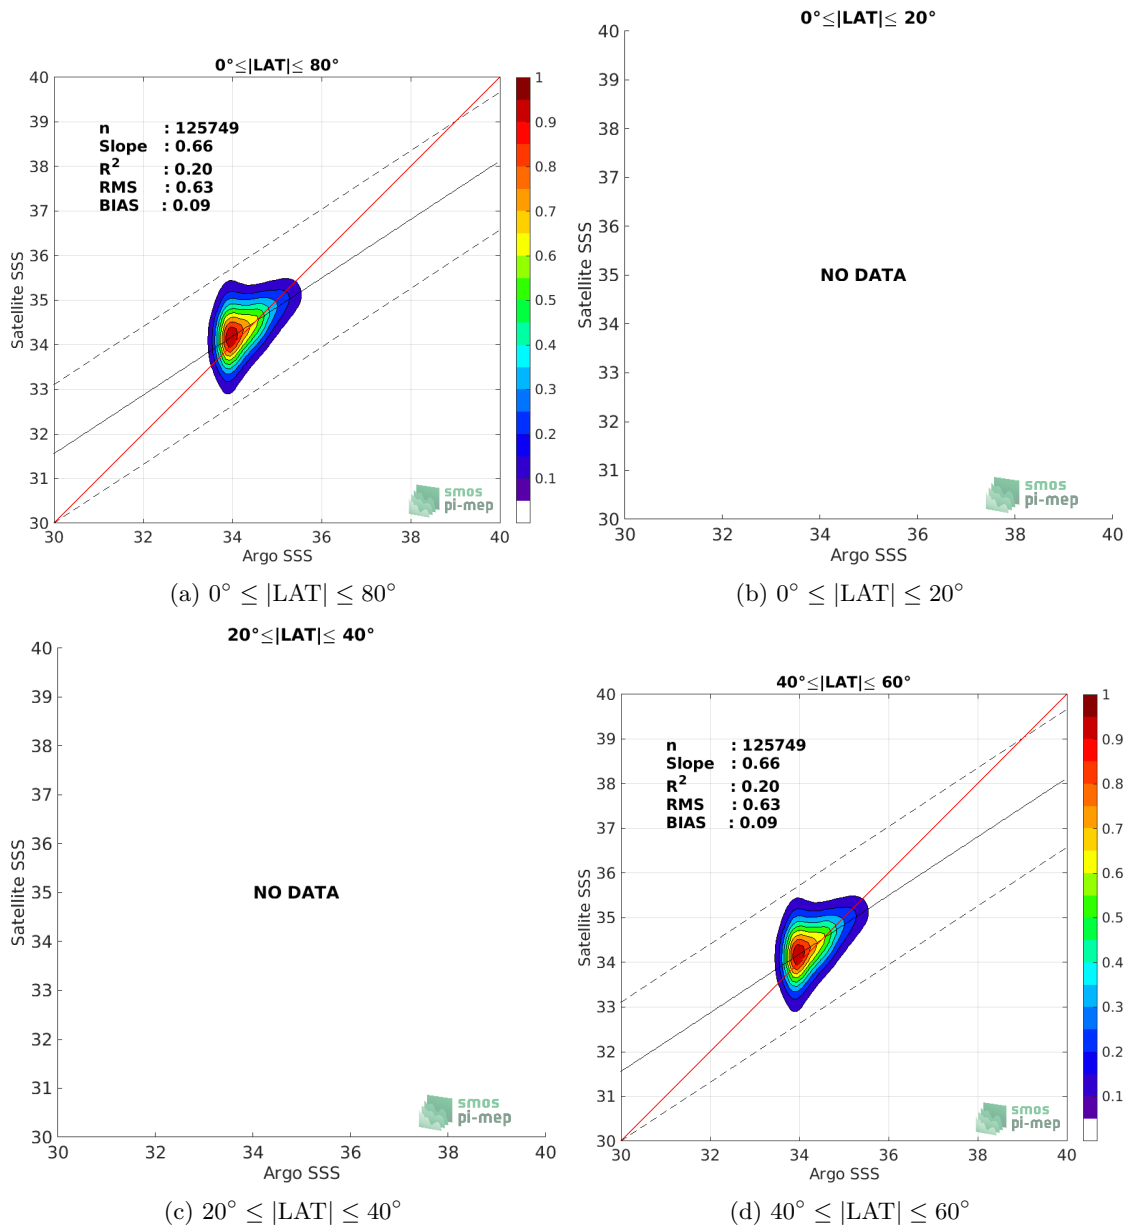 0°≤|LAT|≤ 80°
40
39
38
37
36
35
34
33
32
31
30
Satellite SSS
n : 125749
Slope : 0.66
R² : 0.20
RMS : 0.63
BIAS : 0.09
smos
pi-mep
30 32 34 36 38 40
Argo SSS
1
0.9
0.8
0.7
0.6
0.5
0.4
0.3
0.2
0.1
(a) 0° ≤ |LAT| ≤ 80°
0°≤|LAT|≤ 20°
40
39
38
37
36
35
34
33
32
31
30
Satellite SSS
NO DATA
smos
pi-mep
30 32 34 36 38 40
Argo SSS
(b) 0° ≤ |LAT| ≤ 20°
20°≤|LAT|≤ 40°
40
39
38
37
36
35
34
33
32
31
30
Satellite SSS
NO DATA
smos
pi-mep
30 32 34 36 38 40
Argo SSS
(c) 20° ≤ |LAT| ≤ 40°
40°≤|LAT|≤ 60°
40
39
38
37
36
35
34
33
32
31
30
Satellite SSS
n : 125749
Slope : 0.66
R² : 0.20
RMS : 0.63
BIAS : 0.09
smos
pi-mep
30 32 34 36 38 40
Argo SSS
1
0.9
0.8
0.7
0.6
0.5
0.4
0.3
0.2
0.1
(d) 40° ≤ |LAT| ≤ 60°